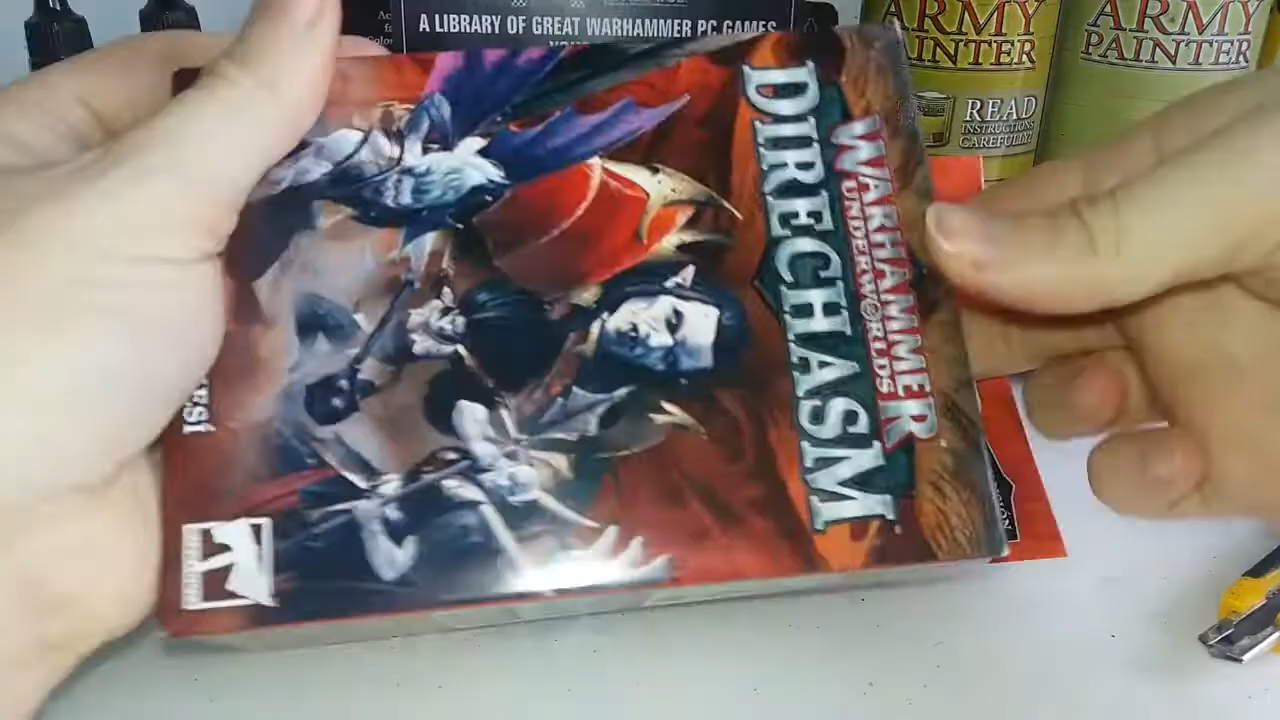 A LIBRARY OF GREAT WARHAMMER PC GAMES
ARMY
PAINTER
READ
INSTRUCTIONS
CAREFULLY
ARMY
PAINTER
WARHAMMER
UNDERWORLDS
DIRECHASM